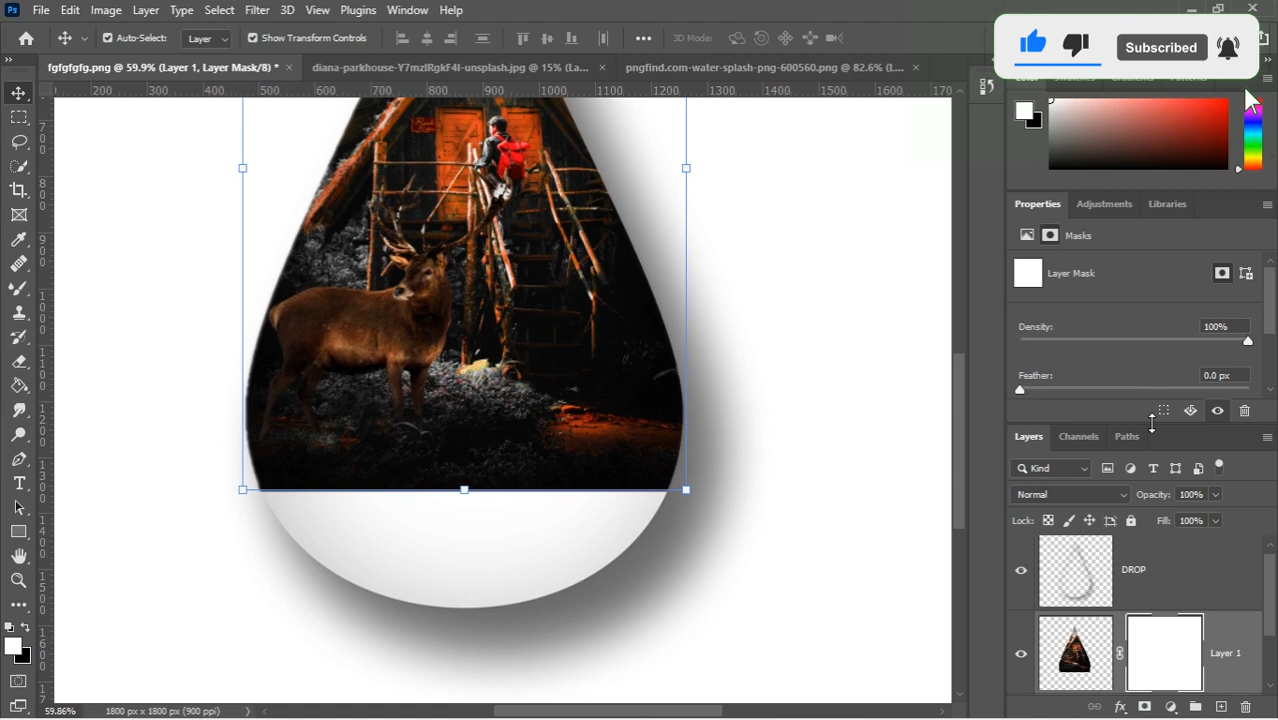 Ps File Edit Image Layer Type Select Filter 3D View Plugins Window Help
Auto-Select: Layer Show Transform Controls 3D Mode: Subscribed
fgfgfgfg.png @ 59.9% (Layer 1, Layer Mask/8) * × diana-parkhouse-Y7mzlRgkF4I-unsplash.jpg @ 15% (La... × pngfind.com-water-splash-png-600560.png @ 82.6% (L... ×
200 300 400 500 600 700 800 900 1000 1100 1200 1300 1400 1500 1600 170
Properties Adjustments Libraries
Masks
Layer Mask
Density: 100%
Feather: 0.0 px
Layers Channels Paths
Kind
Normal Opacity: 100%
Lock: Fill: 100%
DROP
Layer 1
59.86% 1800 px x 1800 px (900 ppi)